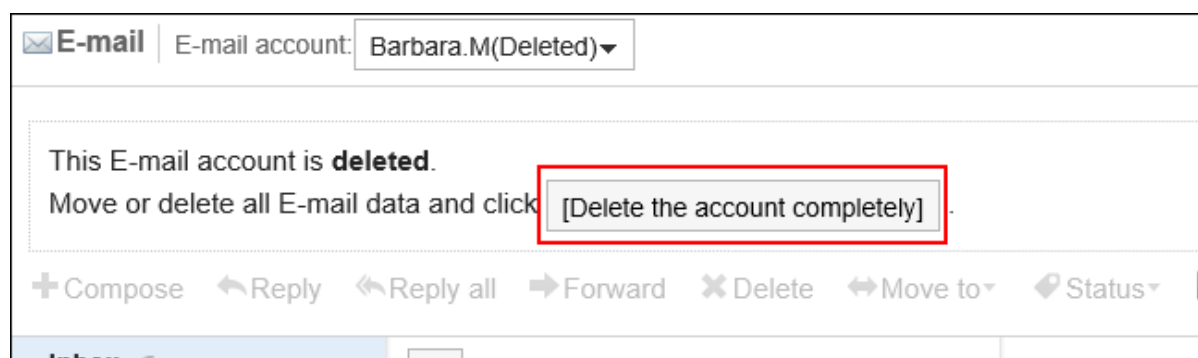 E-mail E-mail account: Barbara.M(Deleted)
This E-mail account is deleted.
Move or delete all E-mail data and click [Delete the account completely] .
Compose Reply Reply all Forward Delete Move to Status